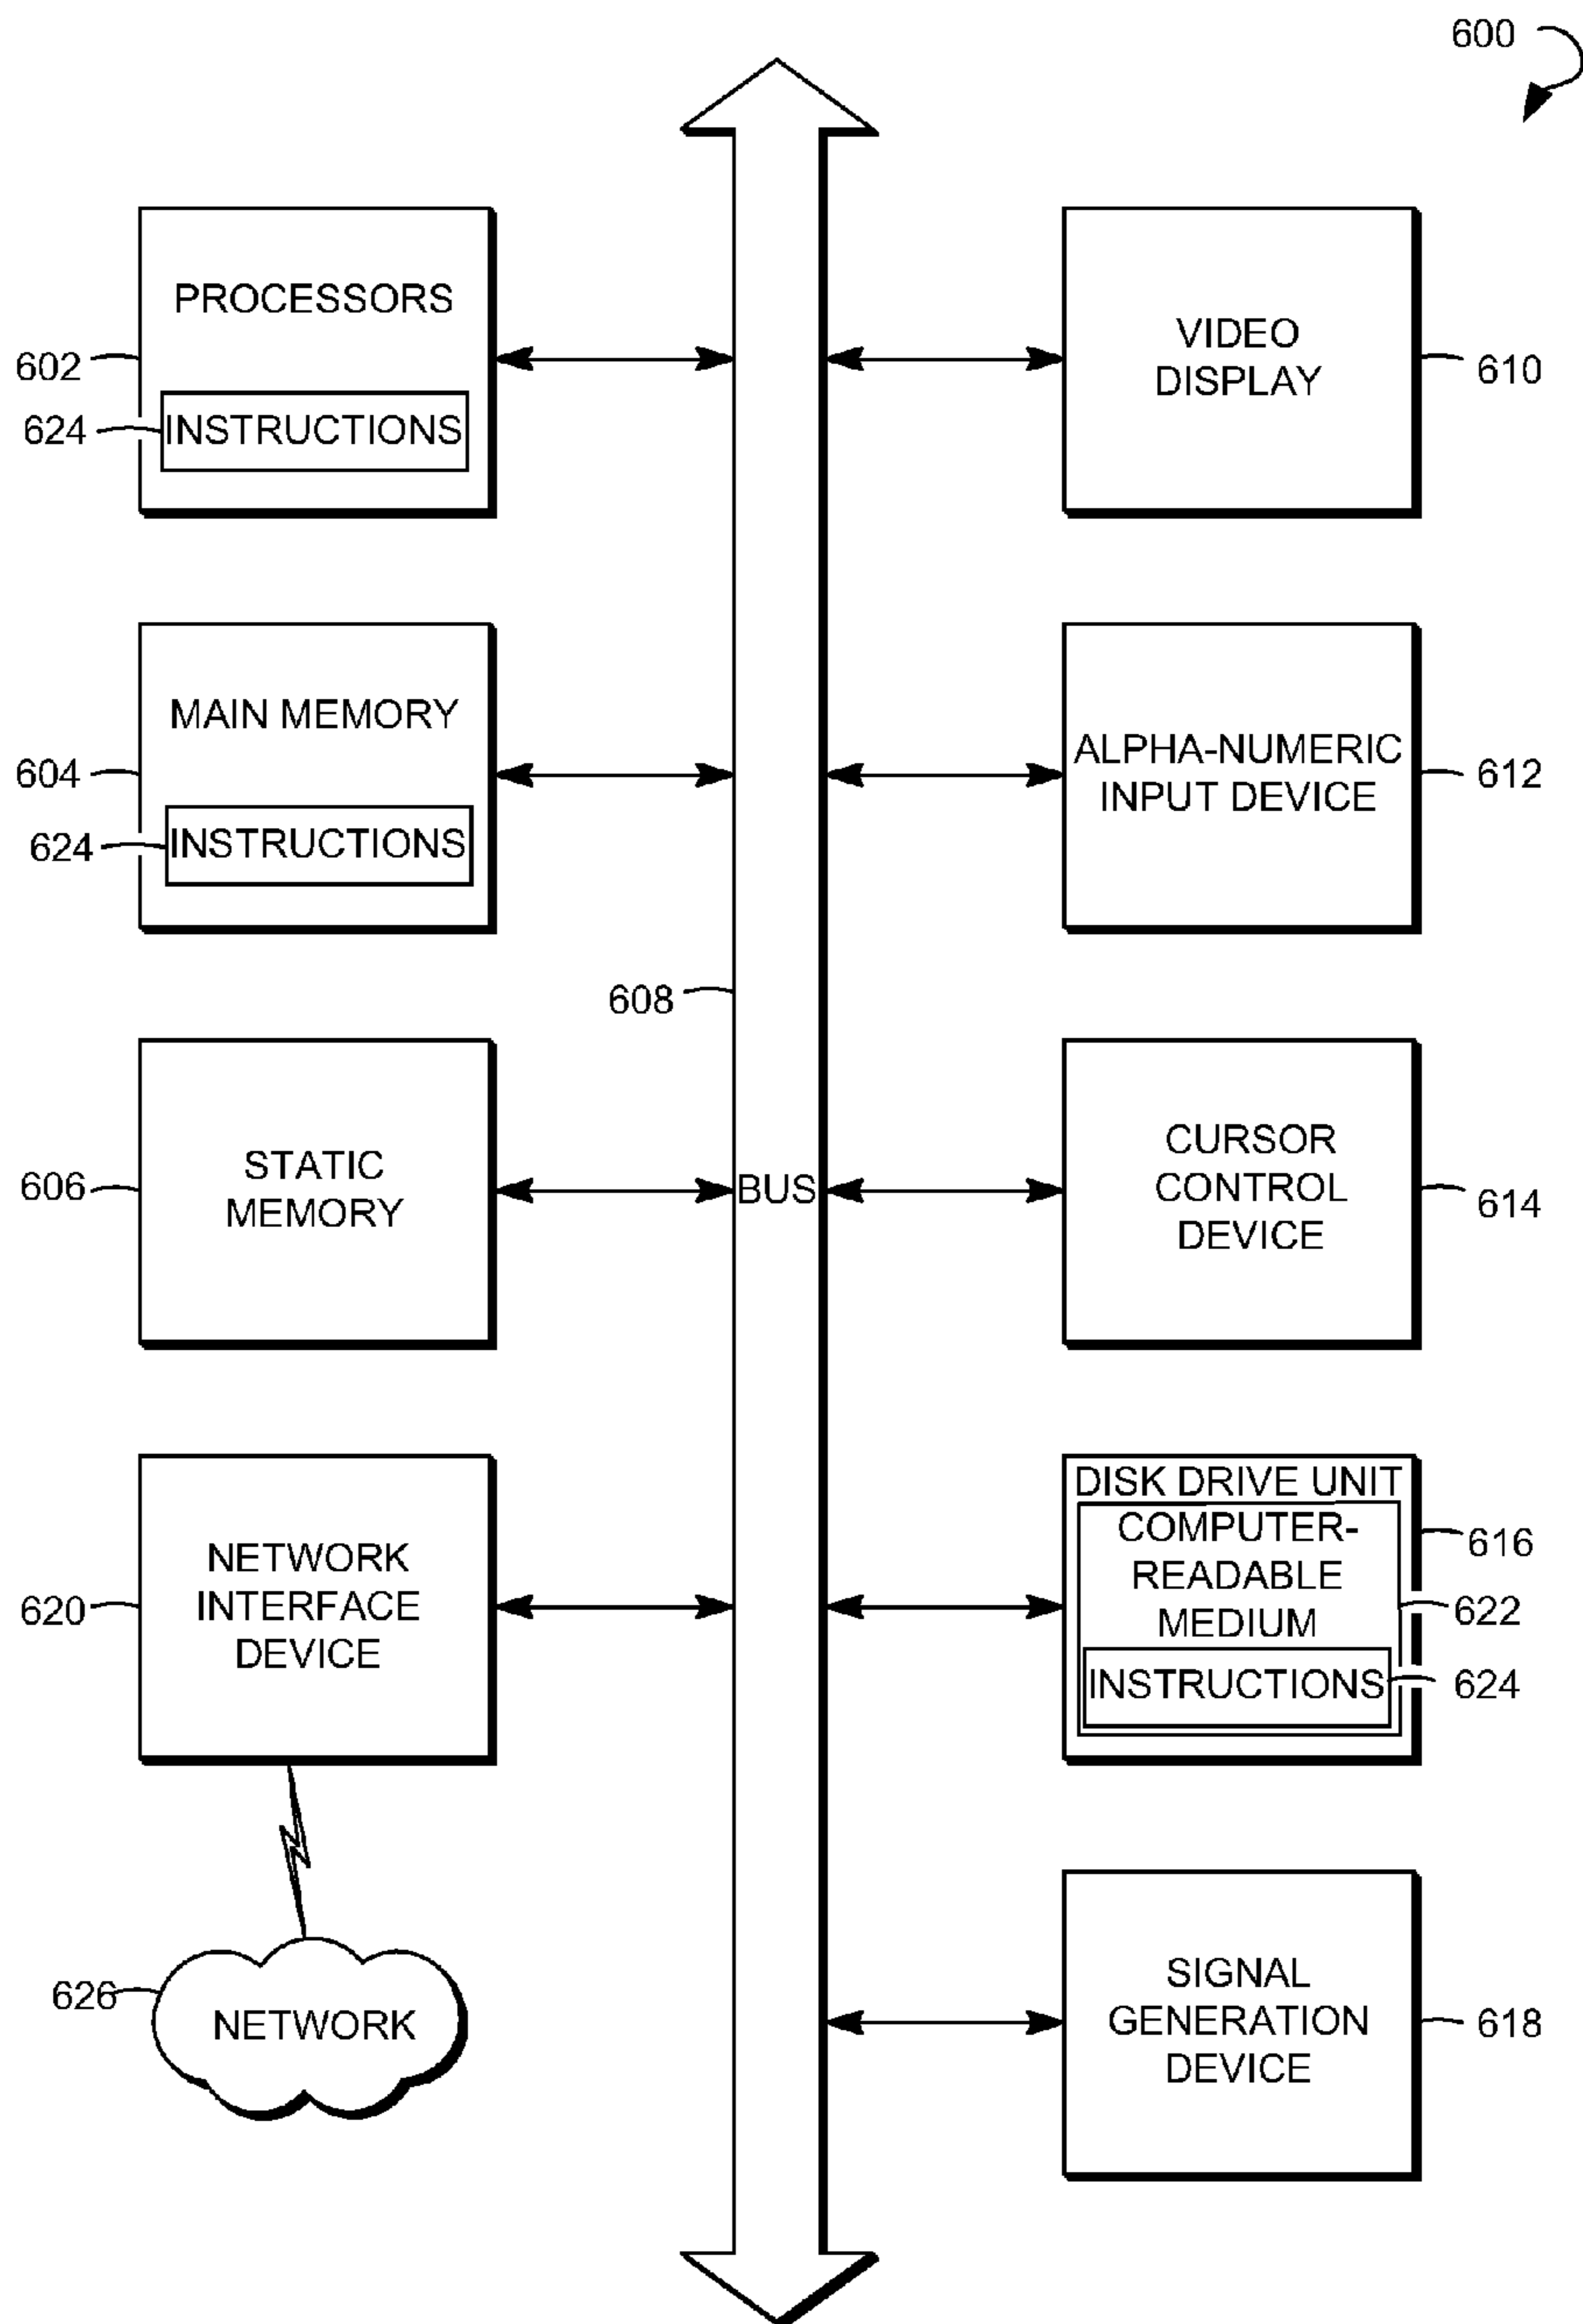 600
PROCESSORS
602
624
INSTRUCTIONS
VIDEO
DISPLAY
610
MAIN MEMORY
604
624
INSTRUCTIONS
ALPHA-NUMERIC
INPUT DEVICE
612
608
STATIC
MEMORY
606
BUS
CURSOR
CONTROL
DEVICE
614
NETWORK
INTERFACE
DEVICE
620
DISK DRIVE UNIT
COMPUTER-
READABLE
MEDIUM
INSTRUCTIONS
616
622
624
626
NETWORK
SIGNAL
GENERATION
DEVICE
618